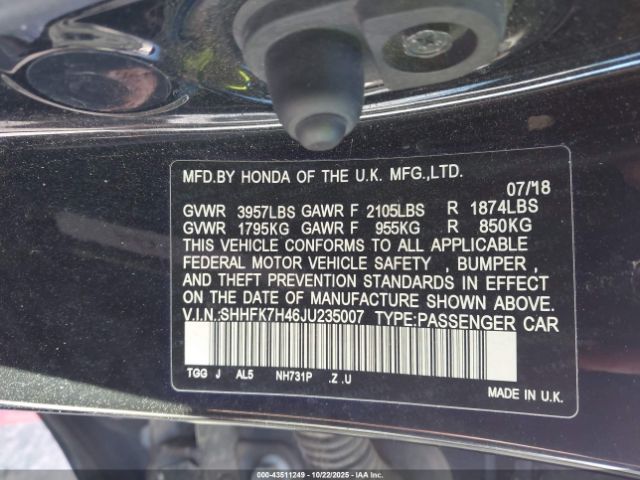 MFD.BY HONDA OF THE U.K. MFG.,LTD.
07/18
GVWR 3957LBS GAWR F 2105LBS R 1874LBS
GVWR 1795KG GAWR F 955KG R 850KG
THIS VEHICLE CONFORMS TO ALL APPLICABLE
FEDERAL MOTOR VEHICLE SAFETY , BUMPER ,
AND THEFT PREVENTION STANDARDS IN EFFECT
ON THE DATE OF MANUFACTURE SHOWN ABOVE.
V.I.N.:SHHFK7H46JU235007 TYPE:PASSENGER CAR
TGG J AL5 NH731P .Z .U
MADE IN U.K.
000-43511249 | 10/22/2025 | IAAI.COM